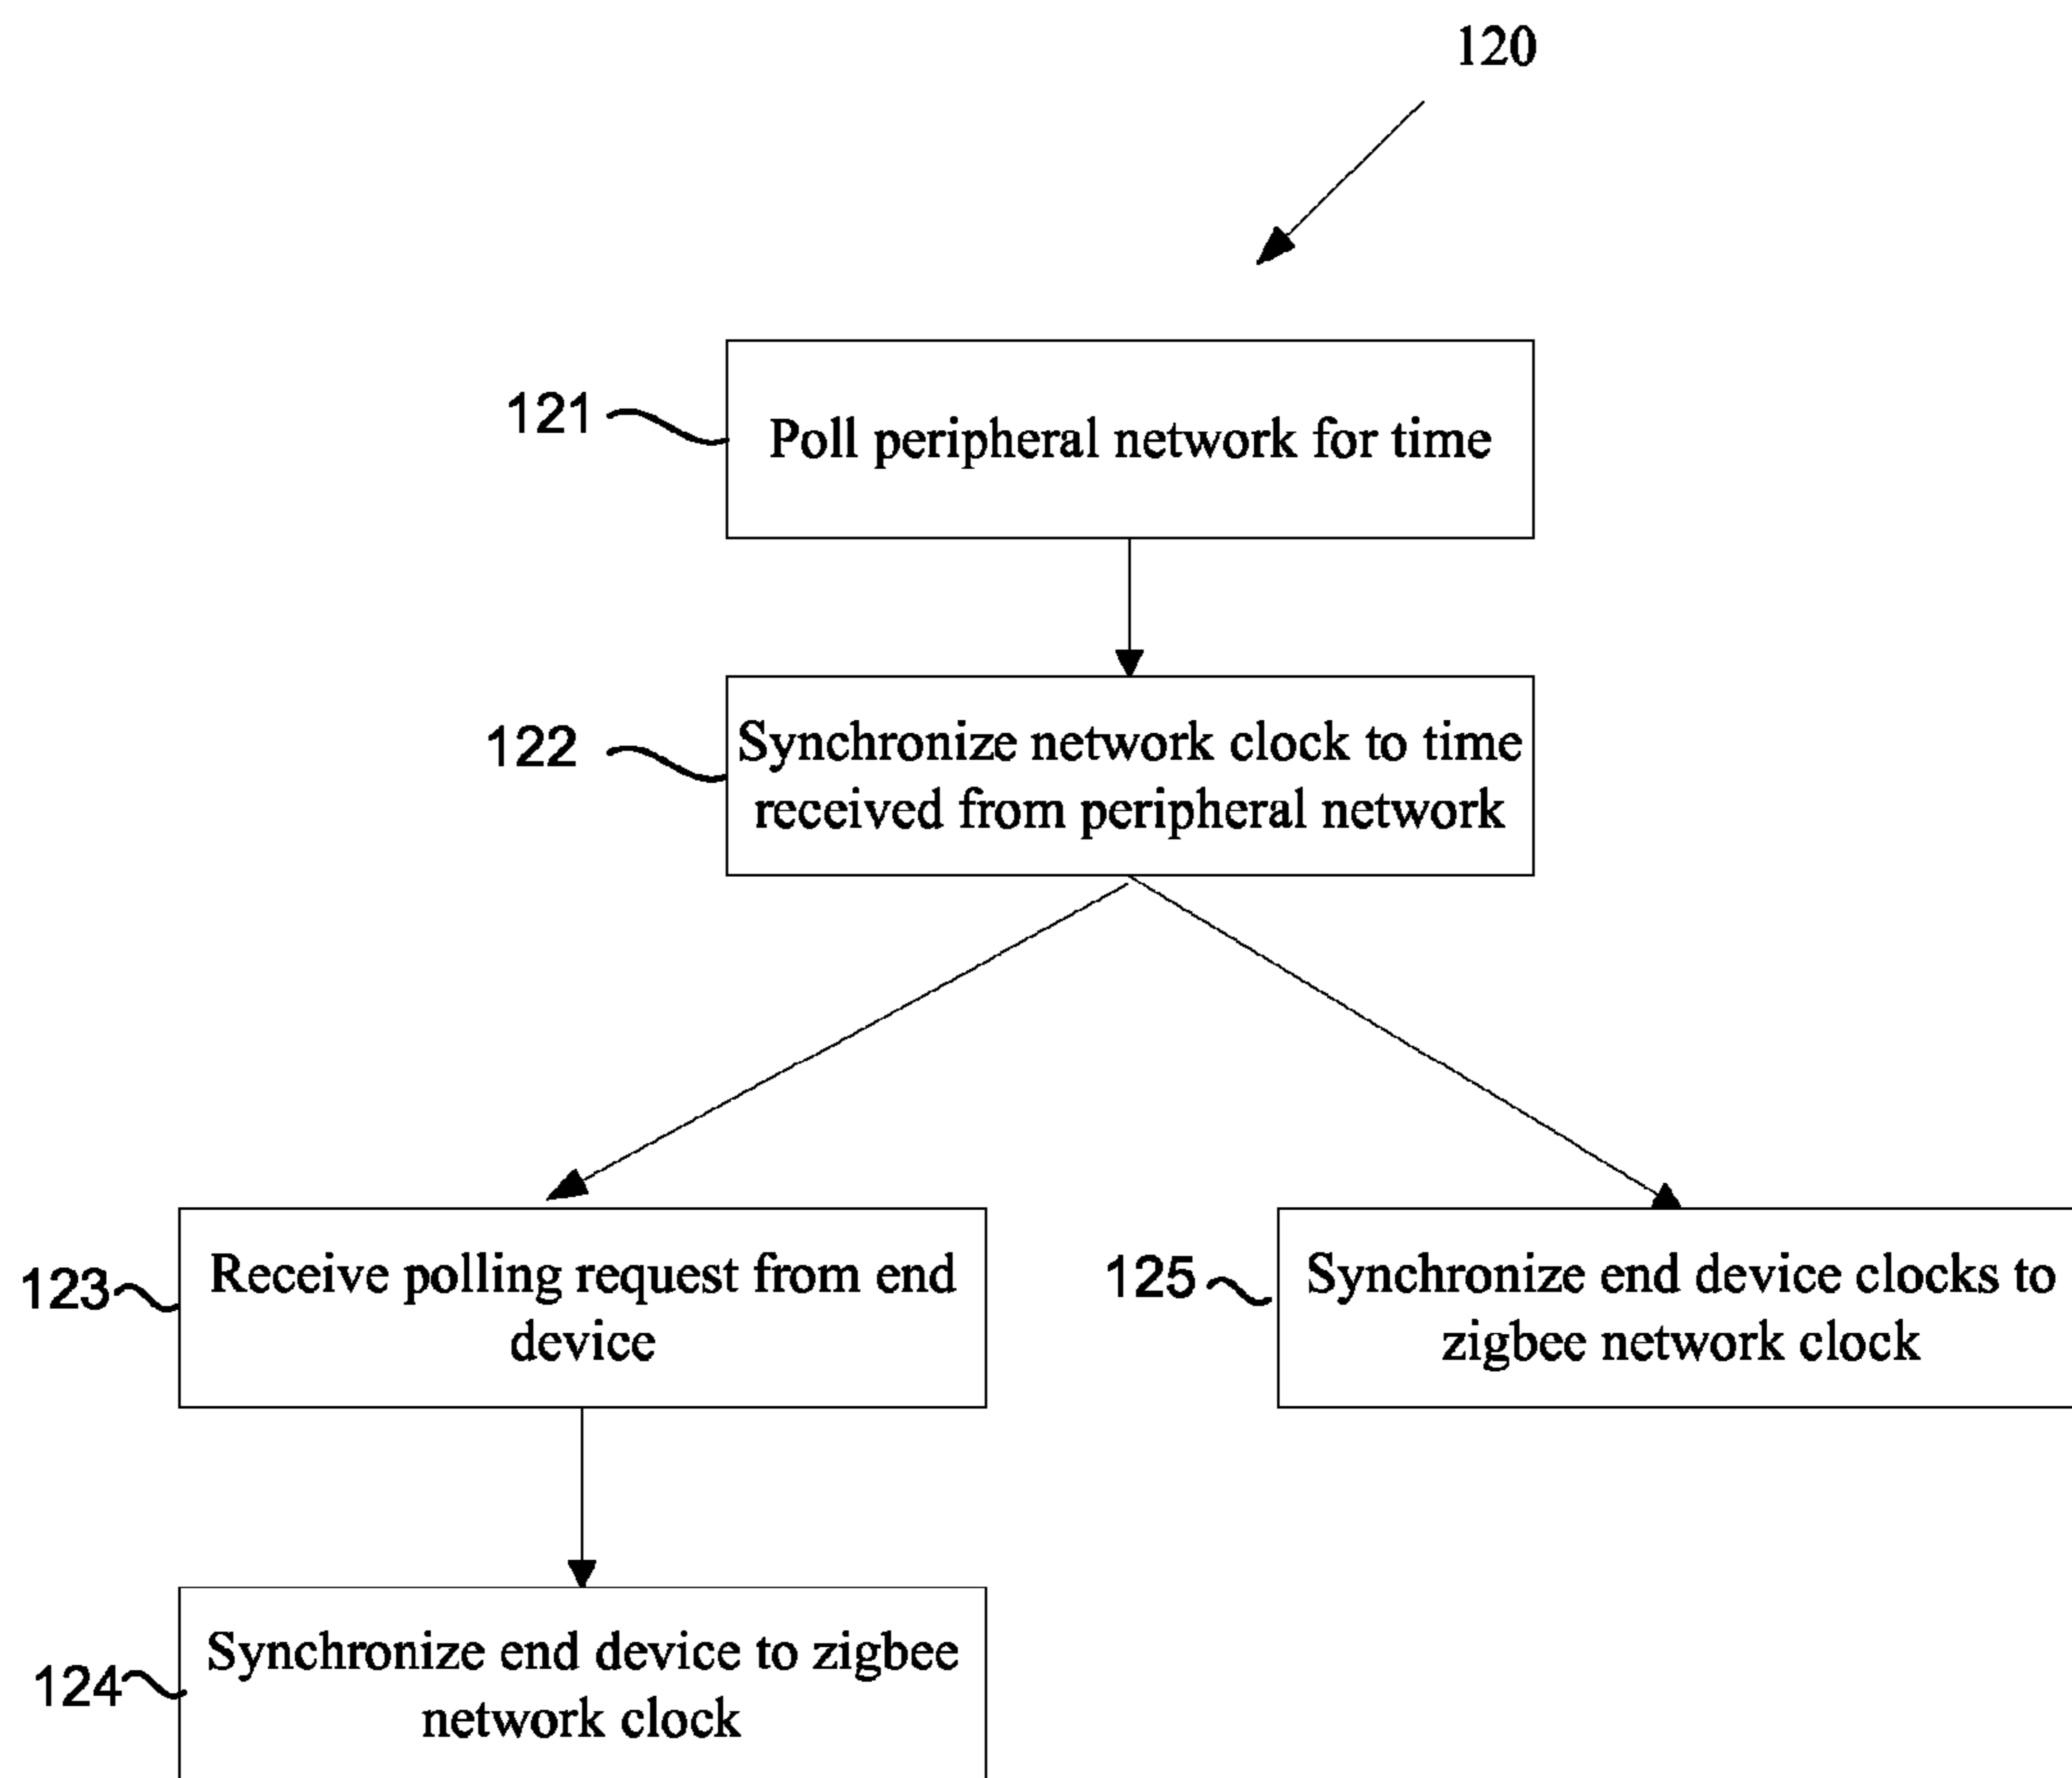 120
121
Poll peripheral network for time
122
Synchronize network clock to time
received from peripheral network
123
Receive polling request from end
device
125
Synchronize end device clocks to
zigbee network clock
124
Synchronize end device to zigbee
network clock